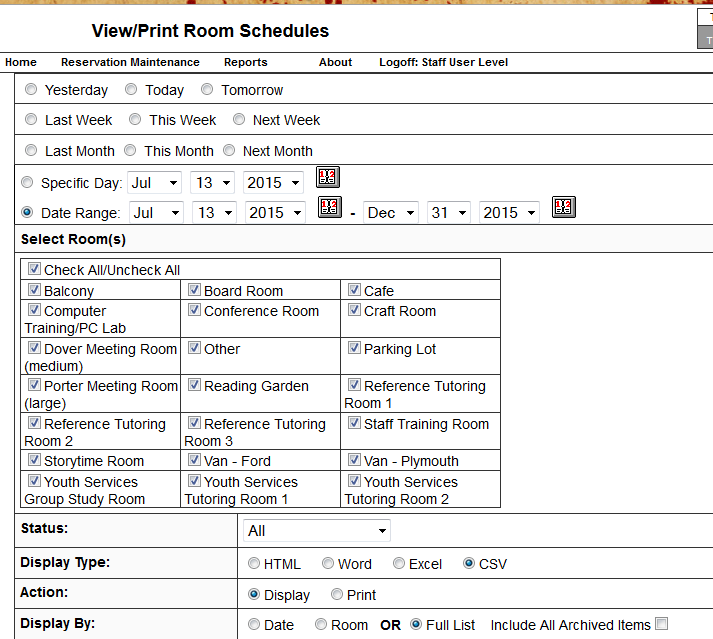 View/Print Room Schedules
Home Reservation Maintenance Reports About Logoff: Staff User Level
Yesterday Today Tomorrow
Last Week This Week Next Week
Last Month This Month Next Month
Specific Day: Jul 13 2015
Date Range: Jul 13 2015 - Dec 31 2015
Select Room(s)
Check All/Uncheck All
Balcony Board Room Cafe
Computer Conference Room Craft Room
Training/PC Lab
Dover Meeting Room Other Parking Lot
(medium)
Porter Meeting Room Reading Garden Reference Tutoring
(large) Room 1
Reference Tutoring Reference Tutoring Staff Training Room
Room 2 Room 3
Storytime Room Van - Ford Van - Plymouth
Youth Services Youth Services Youth Services
Group Study Room Tutoring Room 1 Tutoring Room 2
Status: All
Display Type: HTML Word Excel CSV
Action: Display Print
Display By: Date Room OR Full List Include All Archived Items